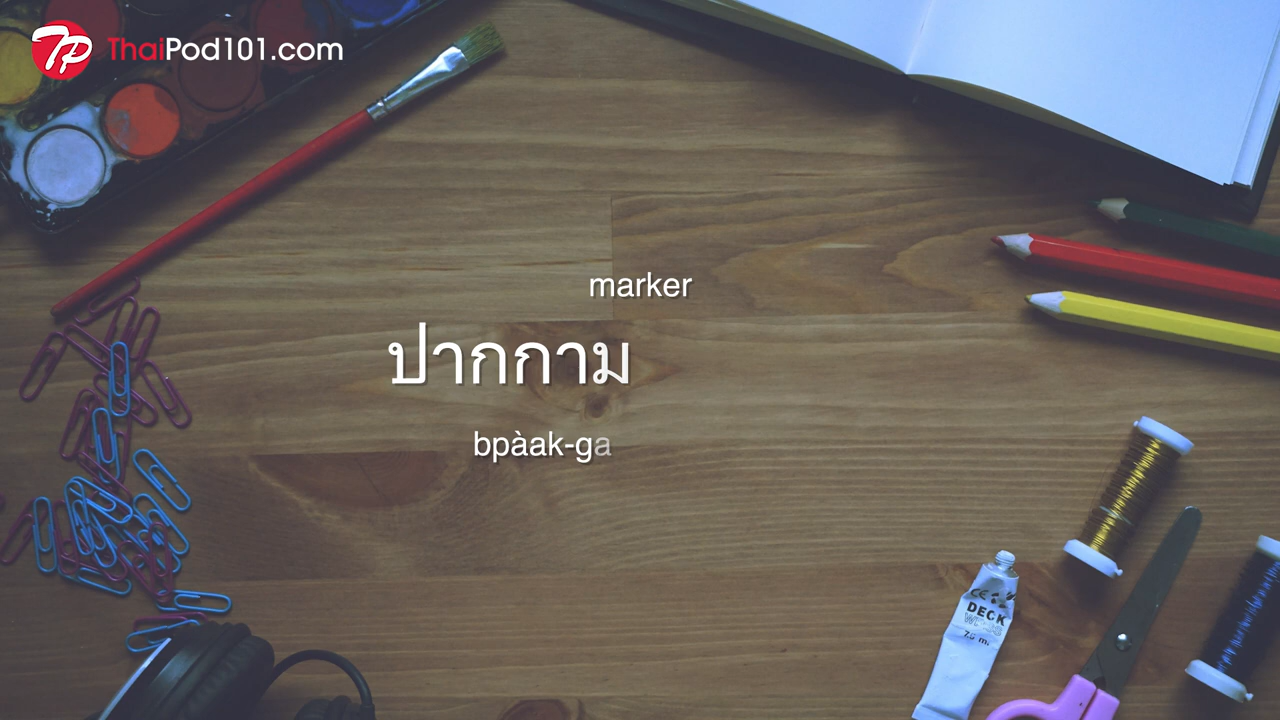 ThaiPod101.com
marker
ปากกาม
bpàak-ga
DECK